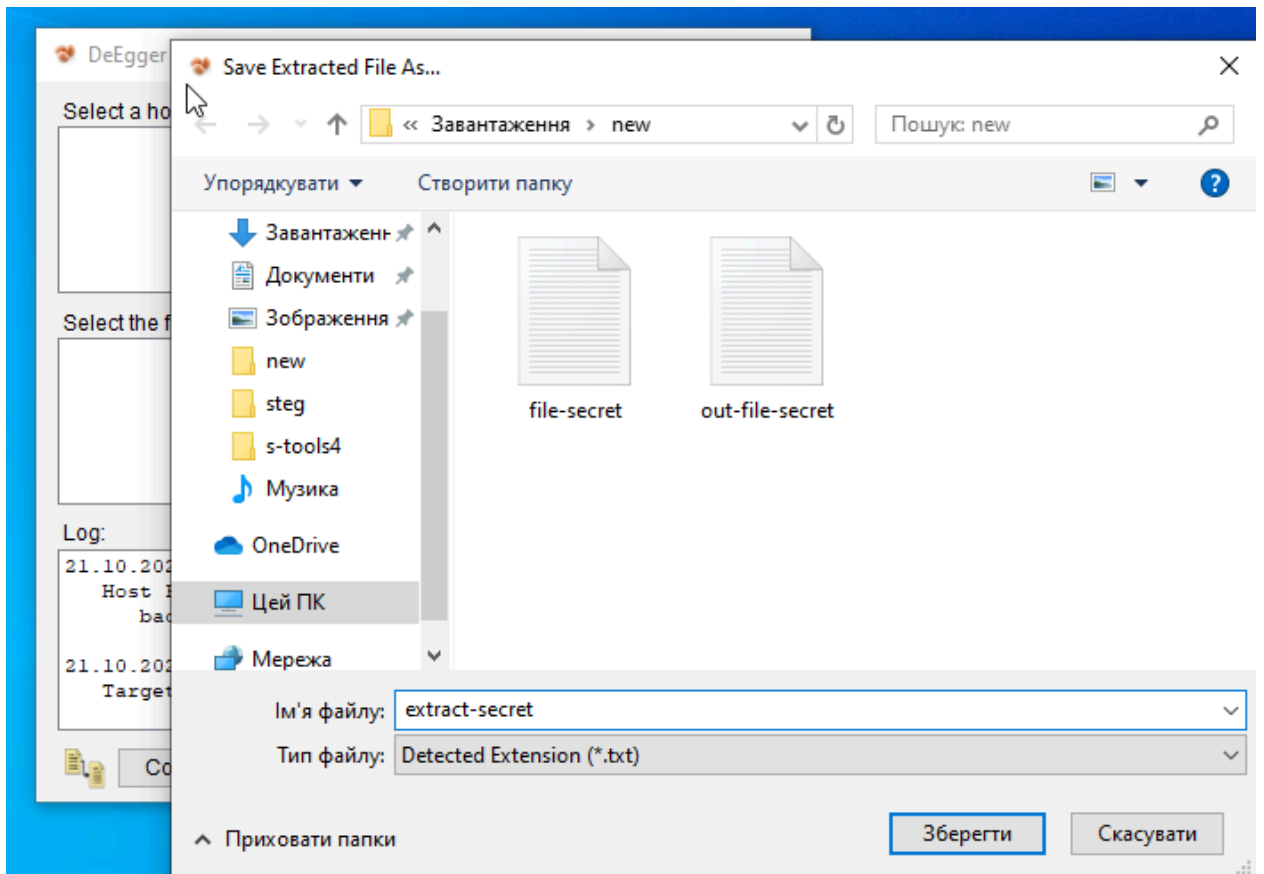 DeEgger
Save Extracted File As...
Select a ho
« Завантаження › new
Пошук: new
Упорядкувати
Створити папку
Завантаженн
Документи
Зображення
new
steg
s-tools4
Музика
OneDrive
Цей ПК
Мережа
file-secret
out-file-secret
Select the f
Log:
21.10.202
Host
bac
21.10.202
Target
Co
Ім'я файлу:
extract-secret
Тип файлу:
Detected Extension (*.txt)
Приховати папки
Зберегти
Скасувати